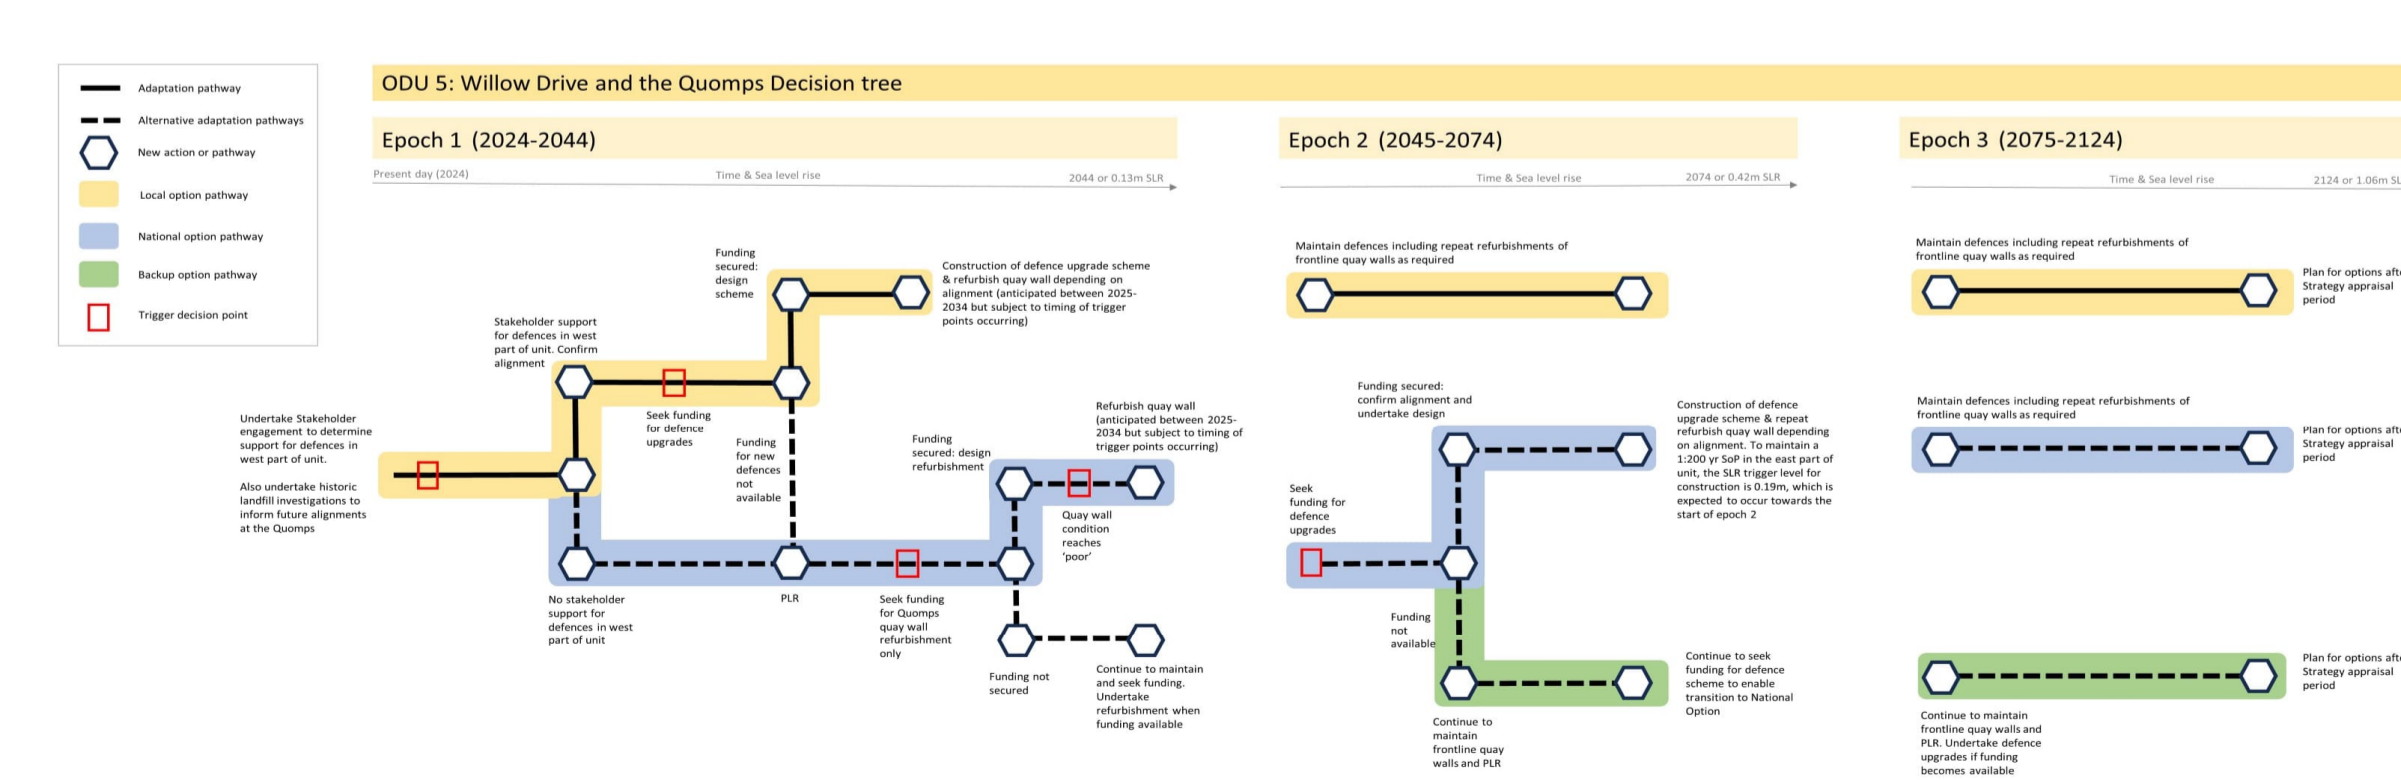 Adaptation pathway
Alternative adaptation pathways
New action or pathway
Local option pathway
National option pathway
Backup option pathway
Trigger decision point
ODU 5: Willow Drive and the Quomps Decision tree
Epoch 1 (2024-2044)
Present day (2024)
Time & Sea level rise
2044 or 0.13m SLR
Undertake Stakeholder
engagement to determine
support for defences in
west part of unit.
Also undertake historic
landfill investigations to
inform future alignments
at the Quomps
Stakeholder support
for defences in west
part of unit. Confirm
alignment
Seek funding
for defence
upgrades
Funding
secured:
design
scheme
Construction of defence upgrade scheme
& refurbish quay wall depending on
alignment (anticipated between 2025-
2034 but subject to timing of trigger
points occurring)
Funding
for new
defences
not
available
No stakeholder
support for
defences in west
part of unit
PLR
Seek funding
for Quomps
quay wall
refurbishment
only
Funding
secured: design
refurbishment
Refurbish quay wall
(anticipated between 2025-
2034 but subject to timing of
trigger points occurring)
Quay wall
condition
reaches
‘poor’
Funding not
secured
Continue to maintain
and seek funding.
Undertake
refurbishment when
funding available
Epoch 2 (2045-2074)
Time & Sea level rise
2074 or 0.42m SLR
Maintain defences including repeat refurbishments of
frontline quay walls as required
Seek
funding for
defence
upgrades
Funding secured:
confirm alignment and
undertake design
Construction of defence
upgrade scheme & repeat
refurbish quay wall depending
on alignment. To maintain a
1:200 yr SoP in the east part of
unit, the SLR trigger level for
construction is 0.19m, which is
expected to occur towards the
start of epoch 2
Funding
not
available
Continue to
maintain
frontline quay
walls and PLR
Continue to seek
funding for defence
scheme to enable
transition to National
Option
Epoch 3 (2075-2124)
Time & Sea level rise
2124 or 1.06m SL
Maintain defences including repeat refurbishments of
frontline quay walls as required
Plan for options aft
Strategy appraisal
period
Maintain defences including repeat refurbishments of
frontline quay walls as required
Plan for options aft
Strategy appraisal
period
Continue to maintain
frontline quay walls and
PLR. Undertake defence
upgrades if funding
becomes available
Plan for options aft
Strategy appraisal
period